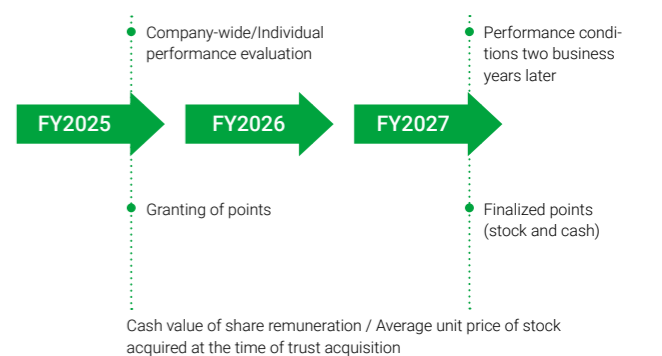 Company-wide/Individual
performance evaluation
Performance condi-
tions two business
years later
FY2025
FY2026
FY2027
Granting of points
Finalized points
(stock and cash)
Cash value of share remuneration / Average unit price of stock
acquired at the time of trust acquisition